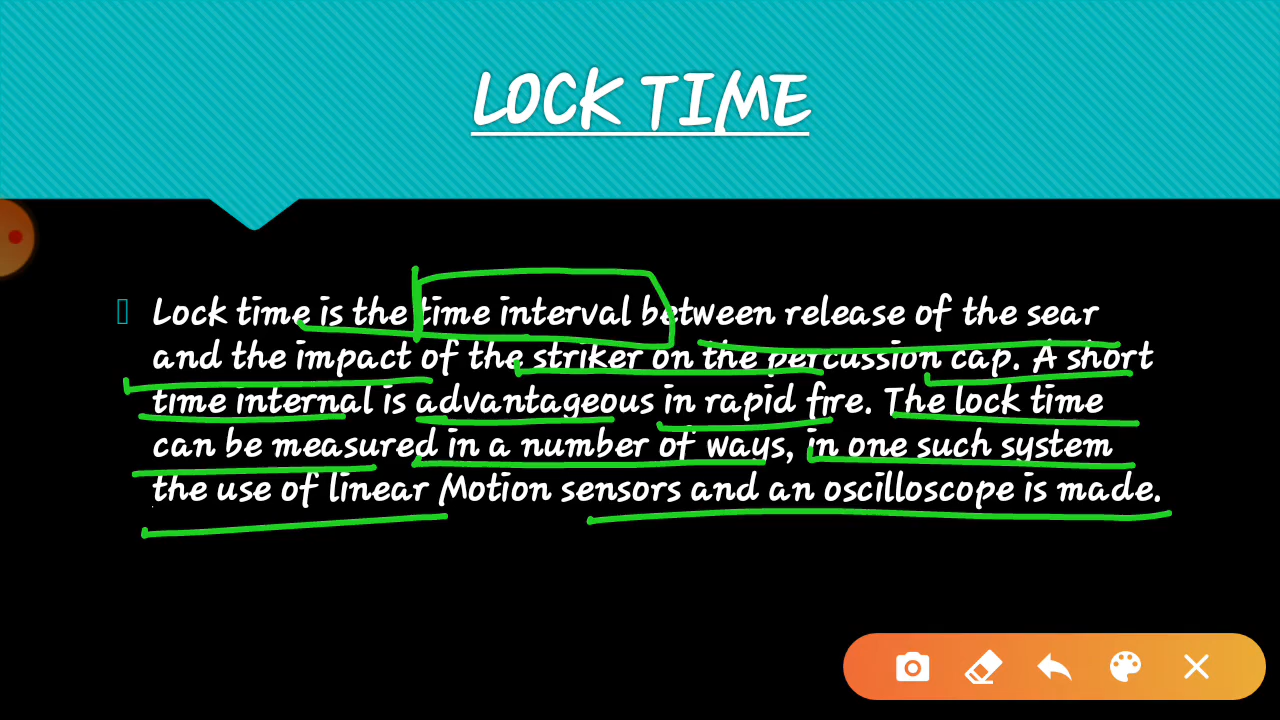 LOCK TIME
Lock time is the time interval between release of the sear
and the impact of the striker on the percussion cap. A short
time internal is advantageous in rapid fire. The lock time
can be measured in a number of ways, in one such system
the use of linear Motion sensors and an oscilloscope is made.